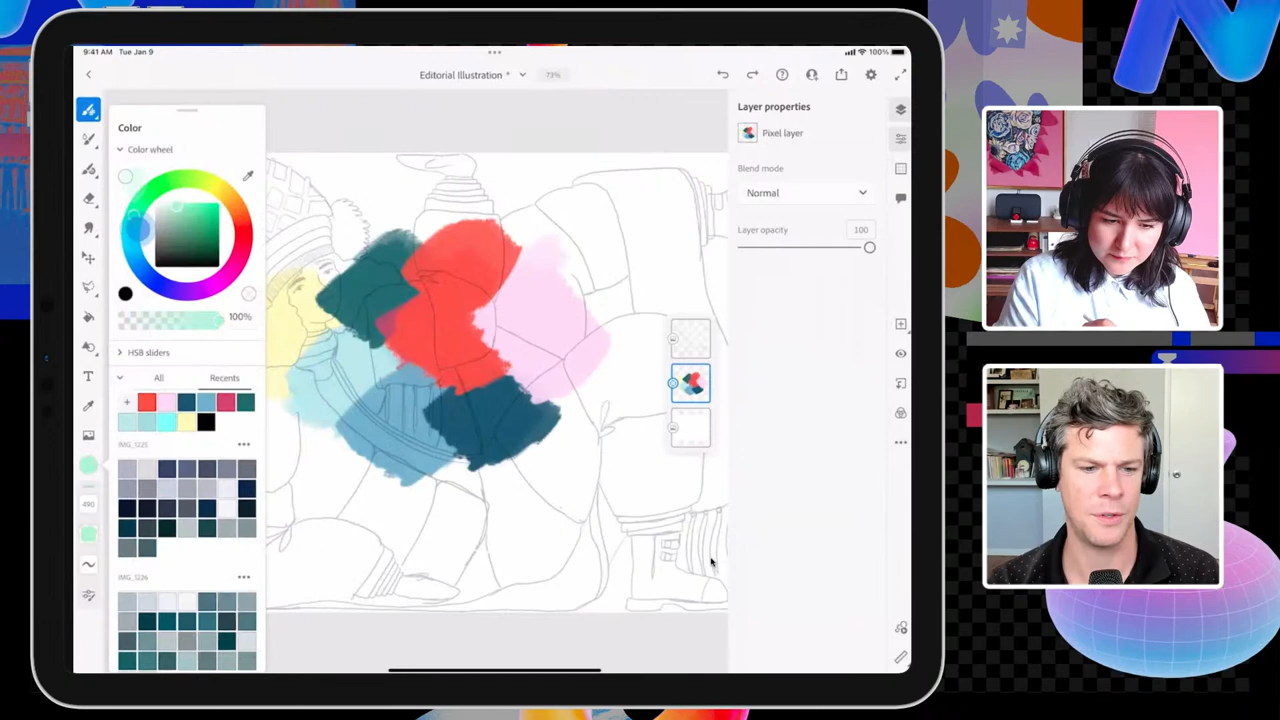 9:41 AM Tue Jan 9
100%
Editorial Illustration *
73%
Color
Color wheel
100%
HSB sliders
All
Recents
IMG_1225
IMG_1226
490
Layer properties
Pixel layer
Blend mode
Normal
Layer opacity
100